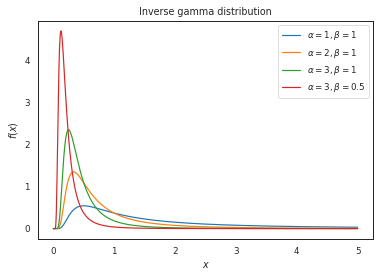 Inverse gamma distribution
α = 1, β = 1
α = 2, β = 1
α = 3, β = 1
α = 3, β = 0.5
f(x)
4
3
2
1
0
0 1 2 3 4 5
x